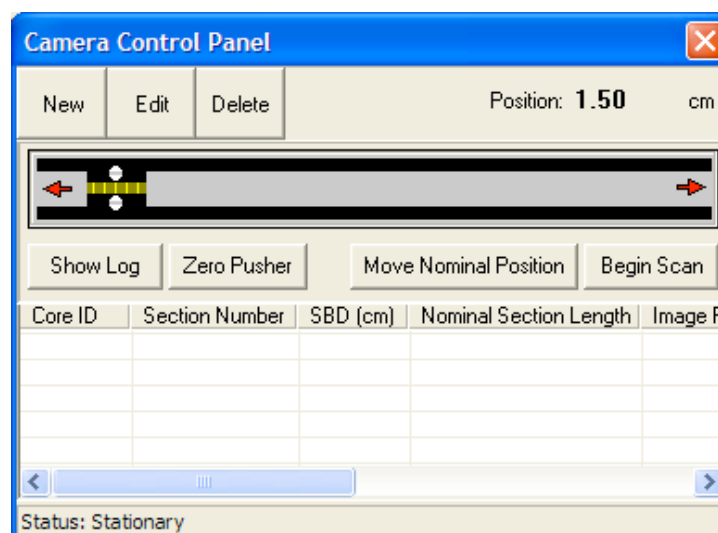 Camera Control Panel
New Edit Delete Position: 1.50 cm
Show Log Zero Pusher Move Nominal Position Begin Scan
Core ID Section Number SBD (cm) Nominal Section Length Image
Status: Stationary